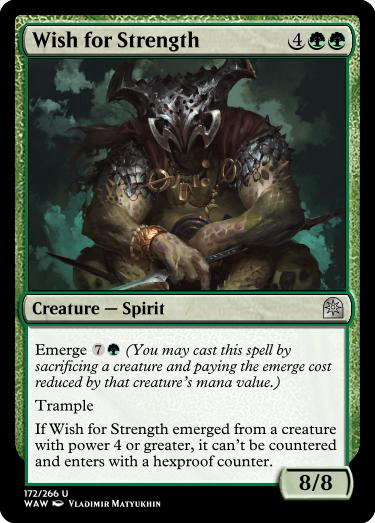 Wish for Strength 4
Creature — Spirit
Emerge 7 (You may cast this spell by
sacrificing a creature and paying the emerge cost
reduced by that creature's mana value.)
Trample
If Wish for Strength emerged from a creature
with power 4 or greater, it can't be countered
and enters with a hexproof counter.
8/8
172/266 U
WAW Vladimir Matyukhin